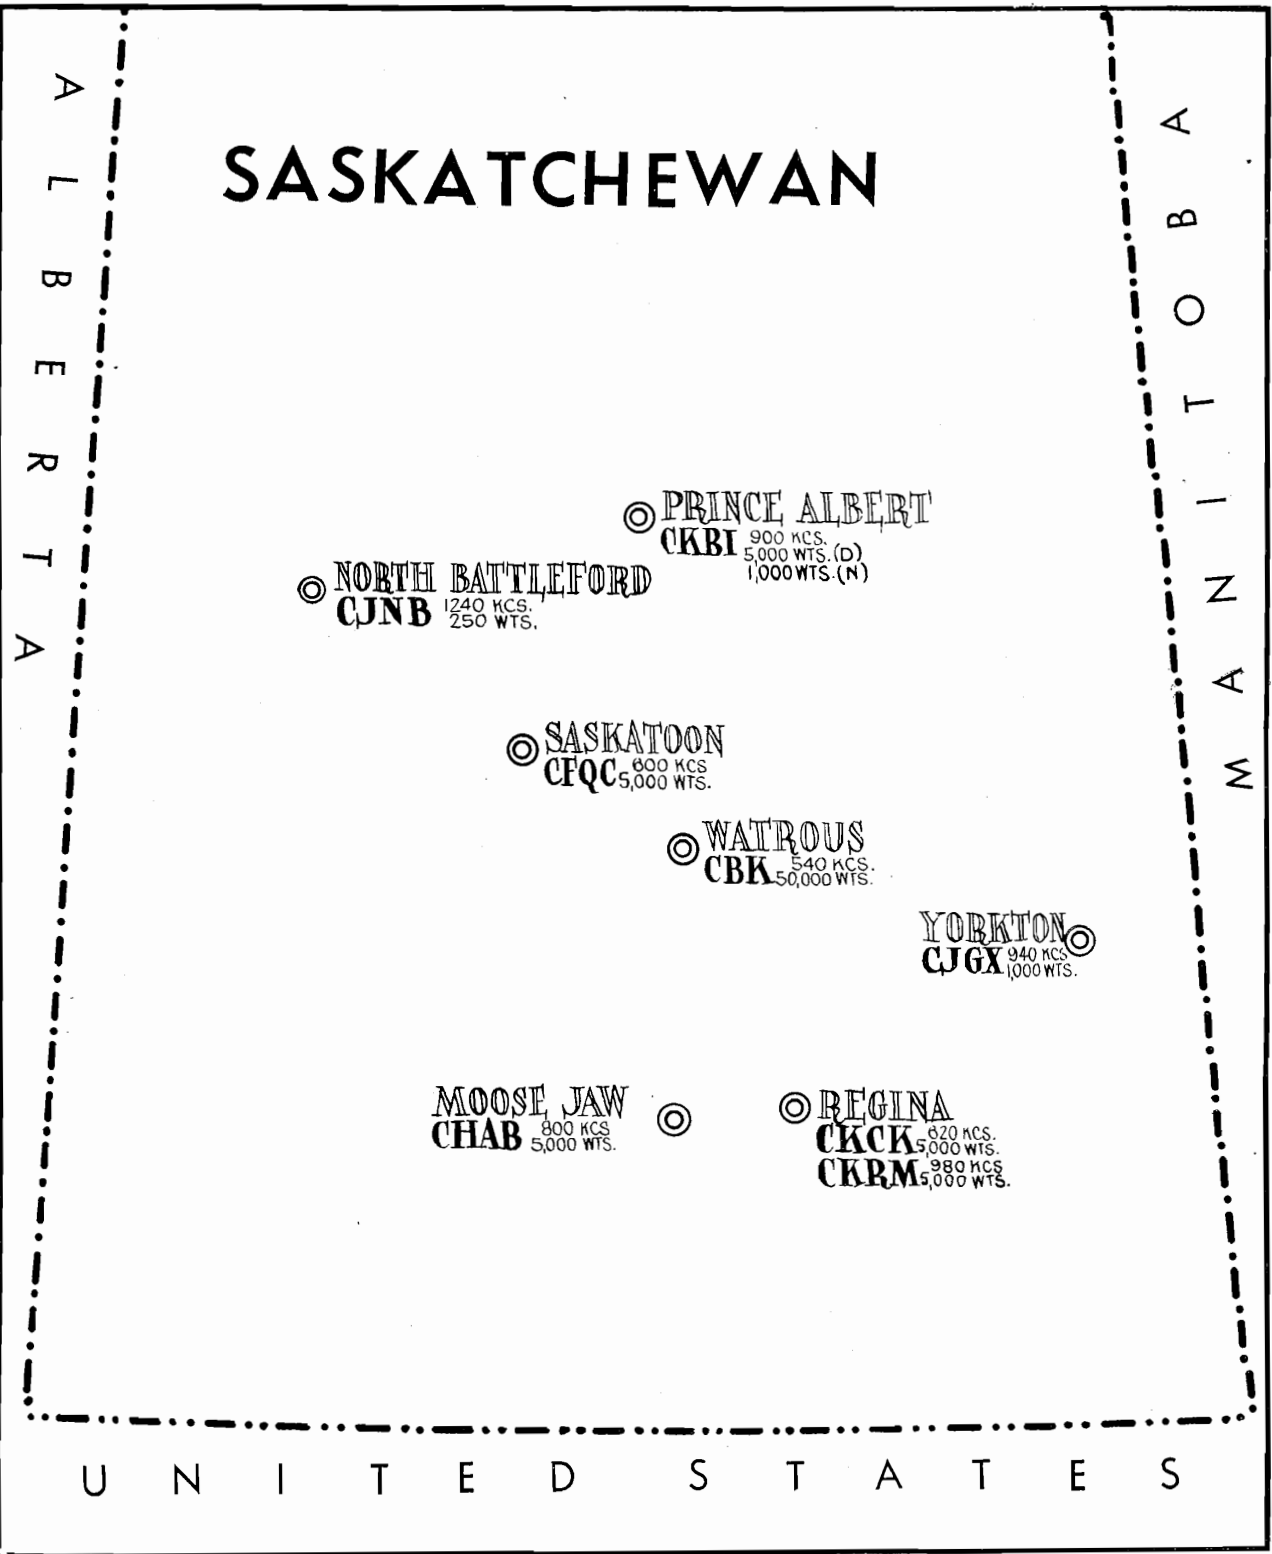 SASKATCHEWAN
ALBERTA
MANITOBA
PRINCE ALBERT
CKBI 900 KCS.
5,000 WTS.(D)
1,000 WTS.(N)
NORTH BATTLEFORD
CJNB 1240 KCS.
250 WTS.
SASKATOON
CFQC 600 KCS
5,000 WTS.
WATROUS
CBK 540 KCS.
50,000 WTS.
YORKTON
CJGX 940 KCS
1,000 WTS.
MOOSE JAW
CHAB 800 KCS
5,000 WTS.
REGINA
CKCK 620 KCS.
5,000 WTS.
CKRM 980 KCS
5,000 WTS.
UNITED STATES